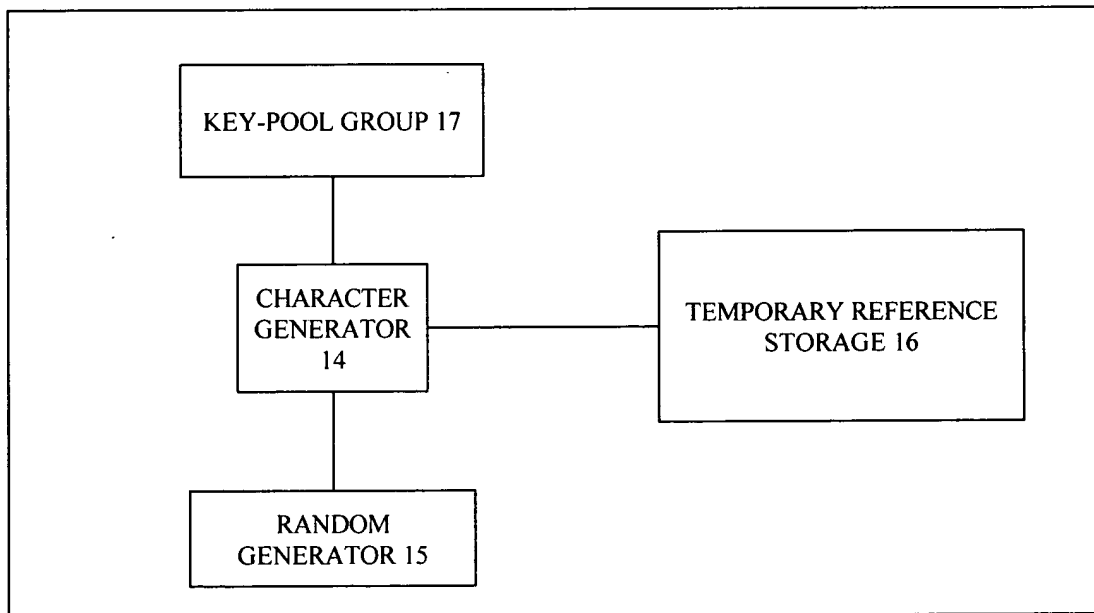 KEY-POOL GROUP 17
CHARACTER
GENERATOR
14
TEMPORARY REFERENCE
STORAGE 16
RANDOM
GENERATOR 15